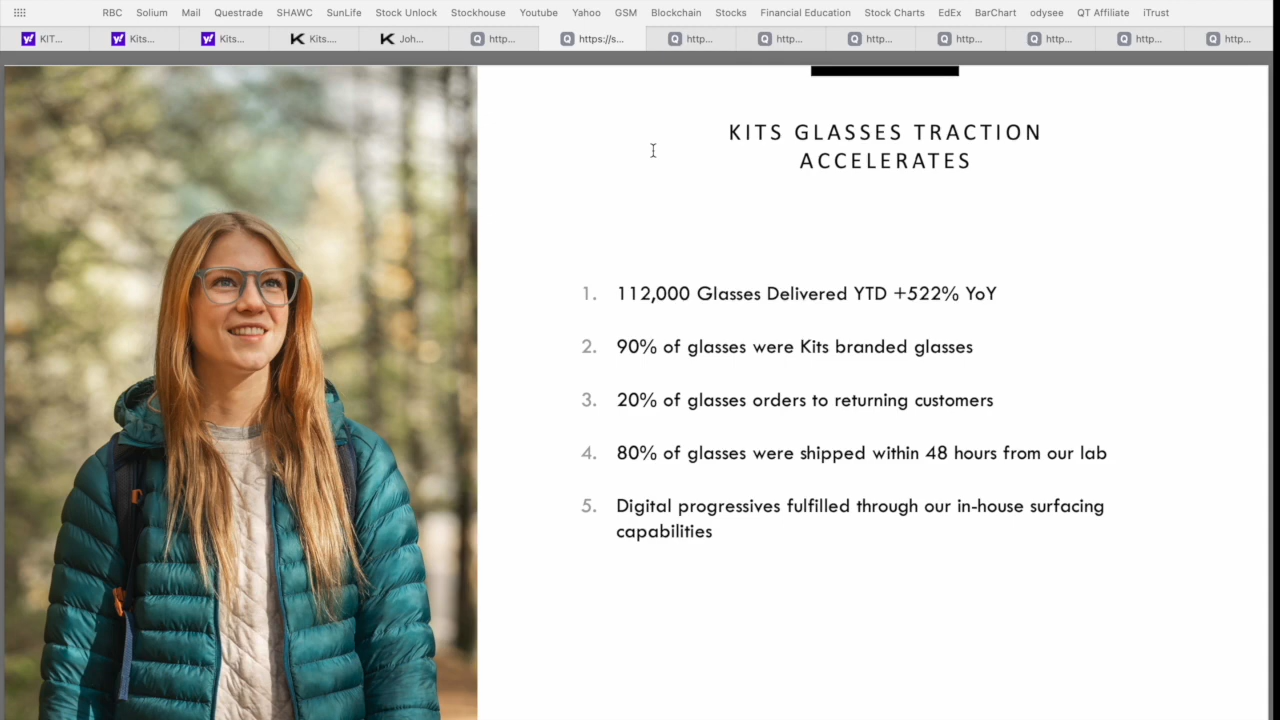 RBC Solium Mail Questrade SHAWC SunLife Stock Unlock Stockhouse Youtube Yahoo GSM Blockchain Stocks Financial Education Stock Charts EdEx BarChart odysee QT Affiliate iTrust
KIT... Kits... Kits... Kits.... Joh... http... https://s... http... http... http... http... http... http... http...
KITS GLASSES TRACTION
ACCELERATES
1. 112,000 Glasses Delivered YTD +522% YoY
2. 90% of glasses were Kits branded glasses
3. 20% of glasses orders to returning customers
4. 80% of glasses were shipped within 48 hours from our lab
5. Digital progressives fulfilled through our in-house surfacing
capabilities